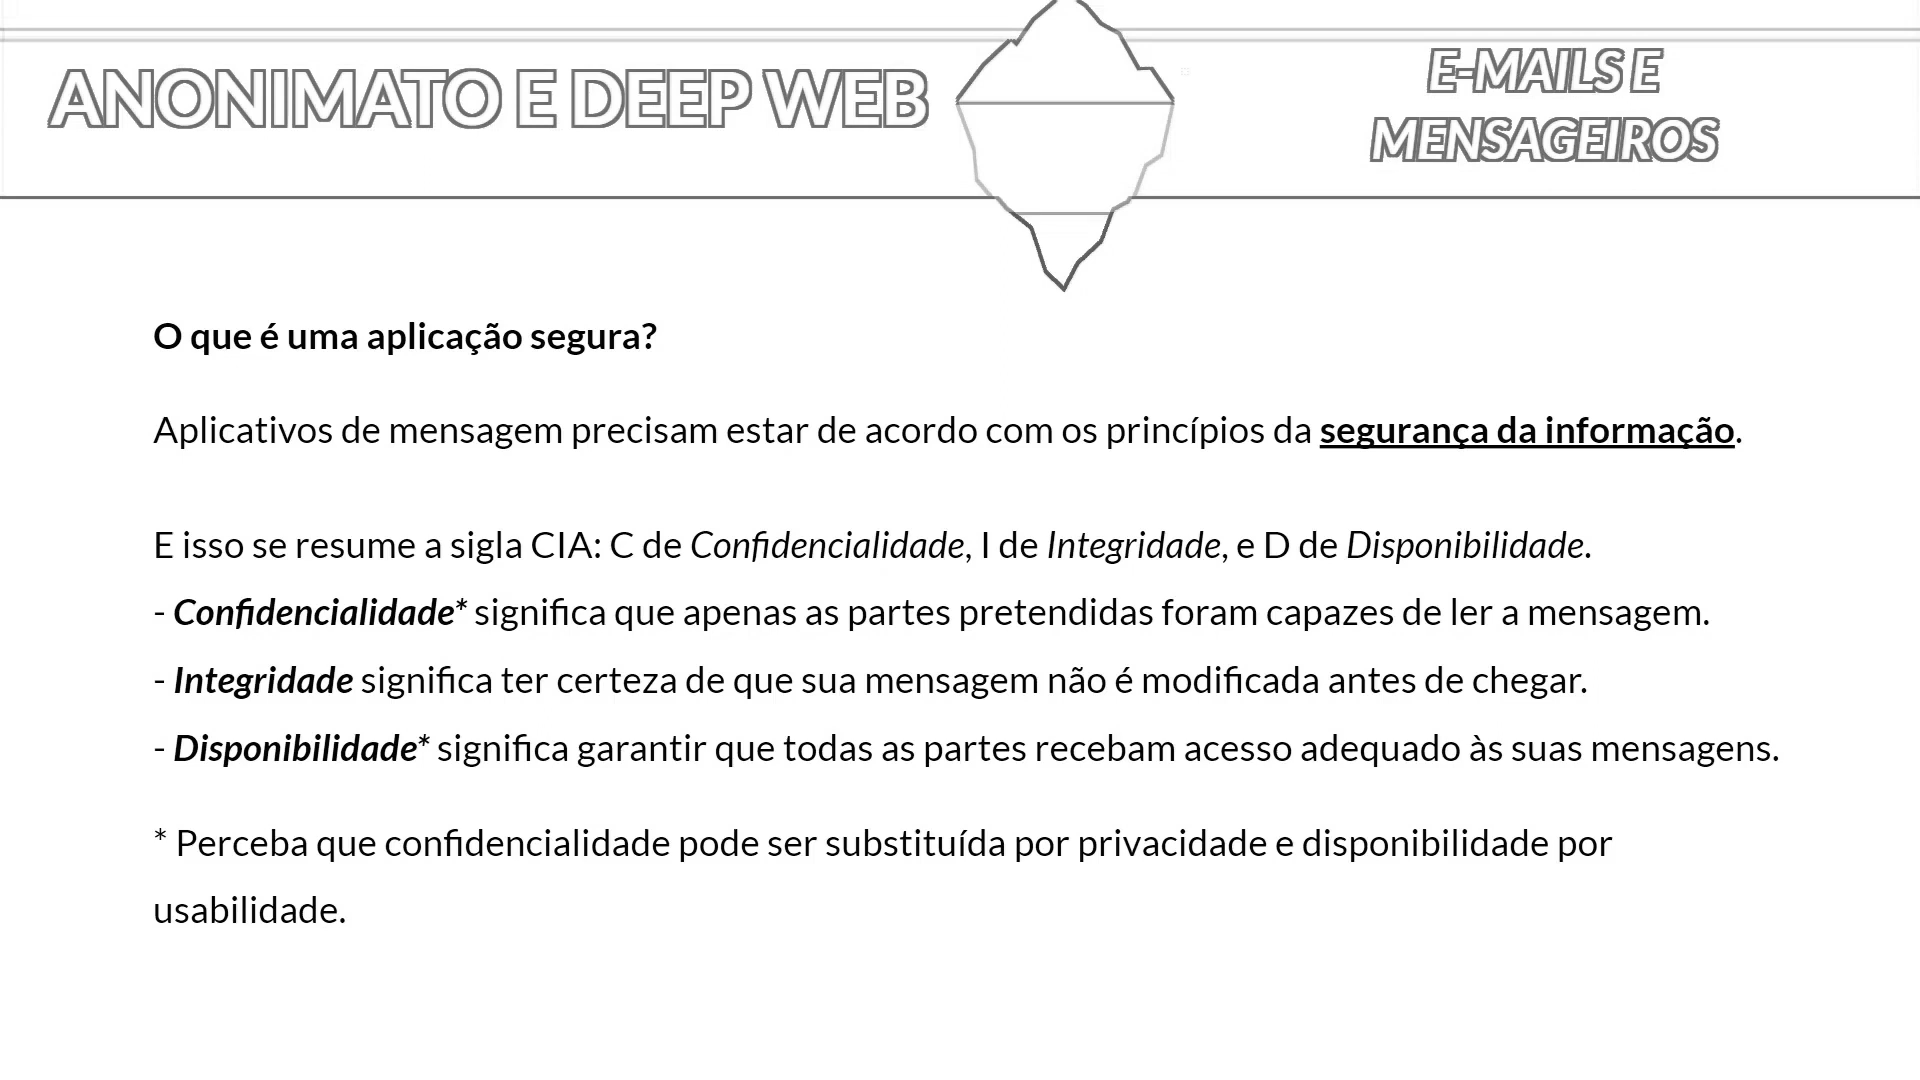 ANONIMATO E DEEP WEB
E-MAILS E
MENSAGEIROS
O que é uma aplicação segura?
Aplicativos de mensagem precisam estar de acordo com os princípios da segurança da informação.
E isso se resume a sigla CIA: C de Confidencialidade, I de Integridade, e D de Disponibilidade.
- Confidencialidade* significa que apenas as partes pretendidas foram capazes de ler a mensagem.
- Integridade significa ter certeza de que sua mensagem não é modificada antes de chegar.
- Disponibilidade* significa garantir que todas as partes recebam acesso adequado às suas mensagens.
* Perceba que confidencialidade pode ser substituída por privacidade e disponibilidade por
usabilidade.